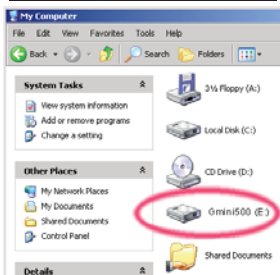 My Computer
File Edit View Favorites Tools Help
Back Search Folders
System Tasks
View system information
Add or remove programs
Change a setting
Other Places
My Network Places
My Documents
Shared Documents
Control Panel
Details
3½ Floppy (A:)
Local Disk (C:)
CD Drive (D:)
Gmini500 (E:)
Shared Documents